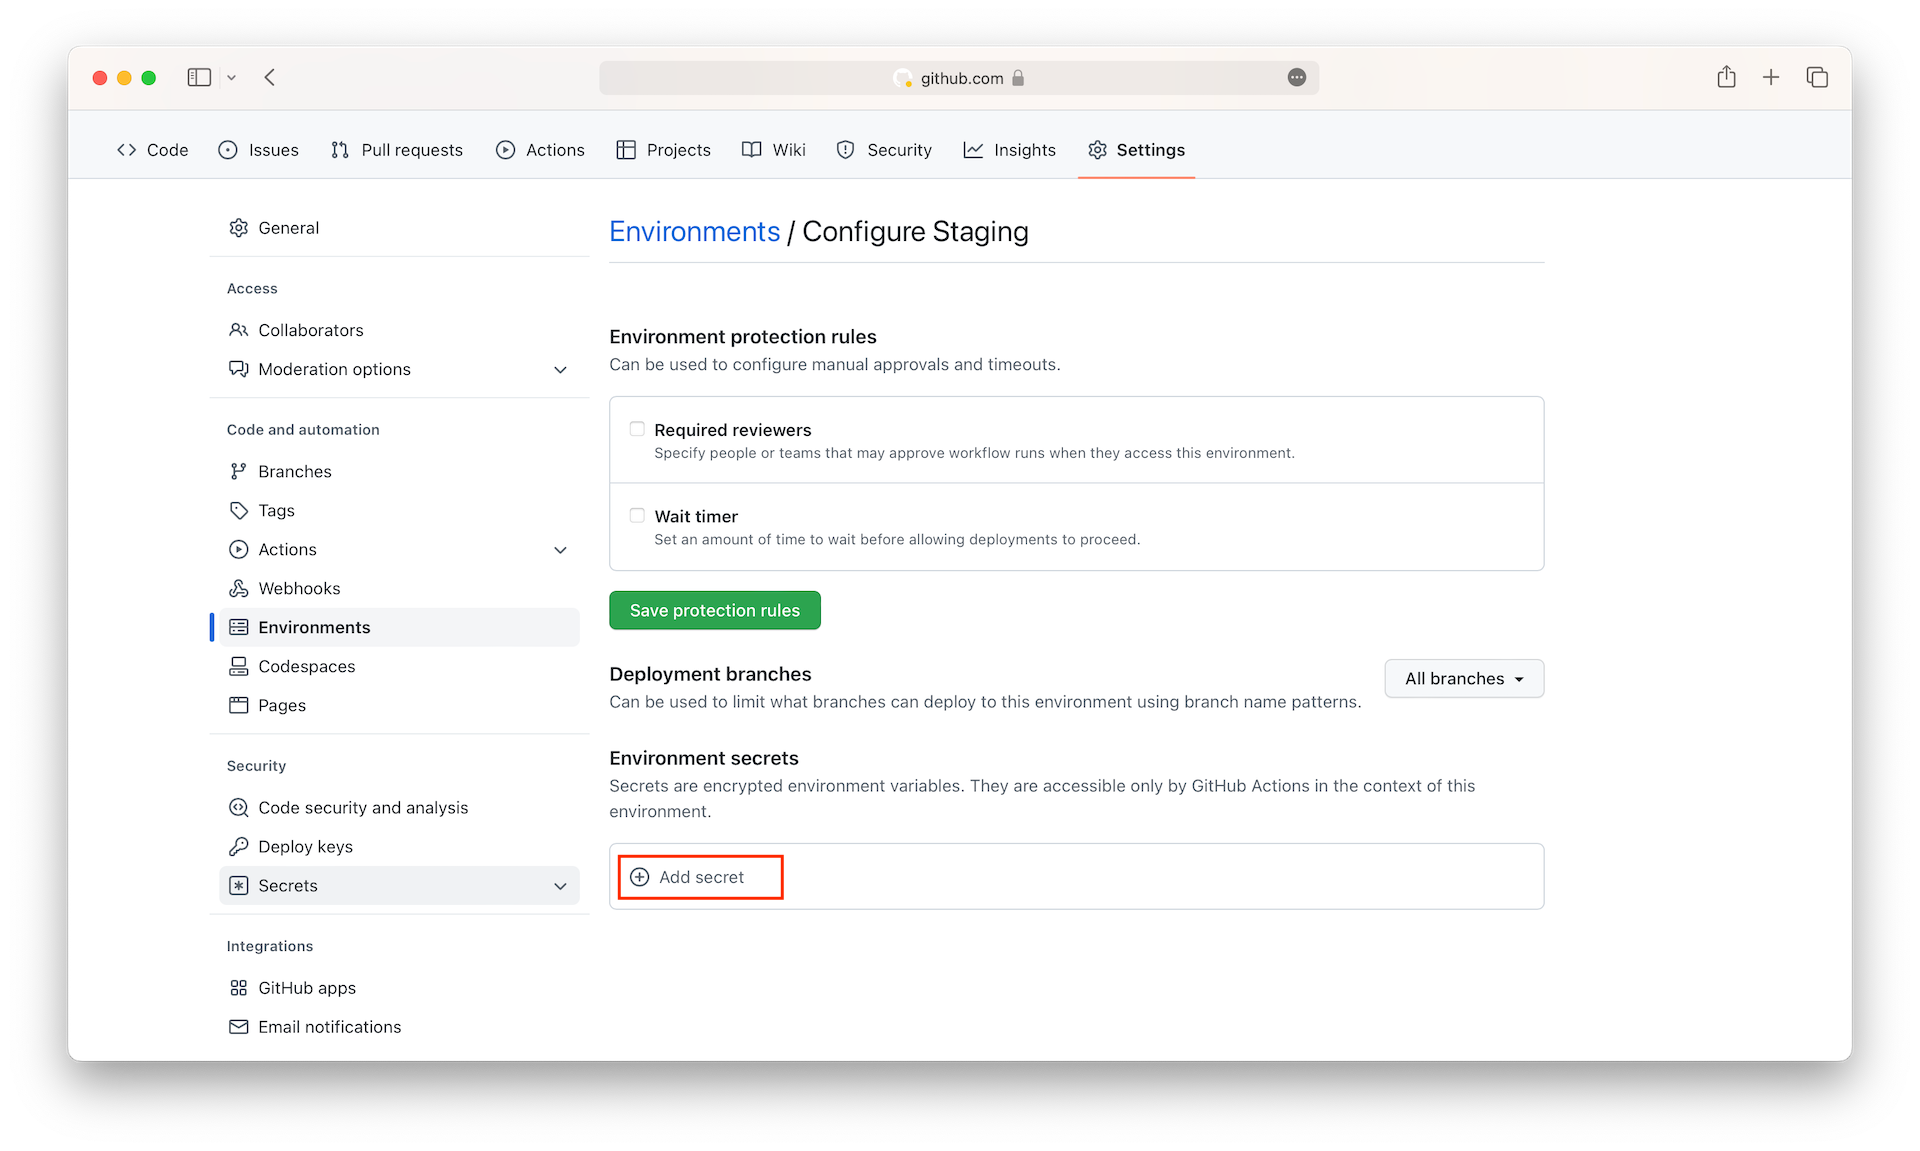 github.com
Code Issues Pull requests Actions Projects Wiki Security Insights Settings
General
Access
Collaborators
Moderation options
Code and automation
Branches
Tags
Actions
Webhooks
Environments
Codespaces
Pages
Security
Code security and analysis
Deploy keys
Secrets
Integrations
GitHub apps
Email notifications
Environments / Configure Staging
Environment protection rules
Can be used to configure manual approvals and timeouts.
Required reviewers
Specify people or teams that may approve workflow runs when they access this environment.
Wait timer
Set an amount of time to wait before allowing deployments to proceed.
Save protection rules
Deployment branches
Can be used to limit what branches can deploy to this environment using branch name patterns.
All branches
Environment secrets
Secrets are encrypted environment variables. They are accessible only by GitHub Actions in the context of this
environment.
Add secret